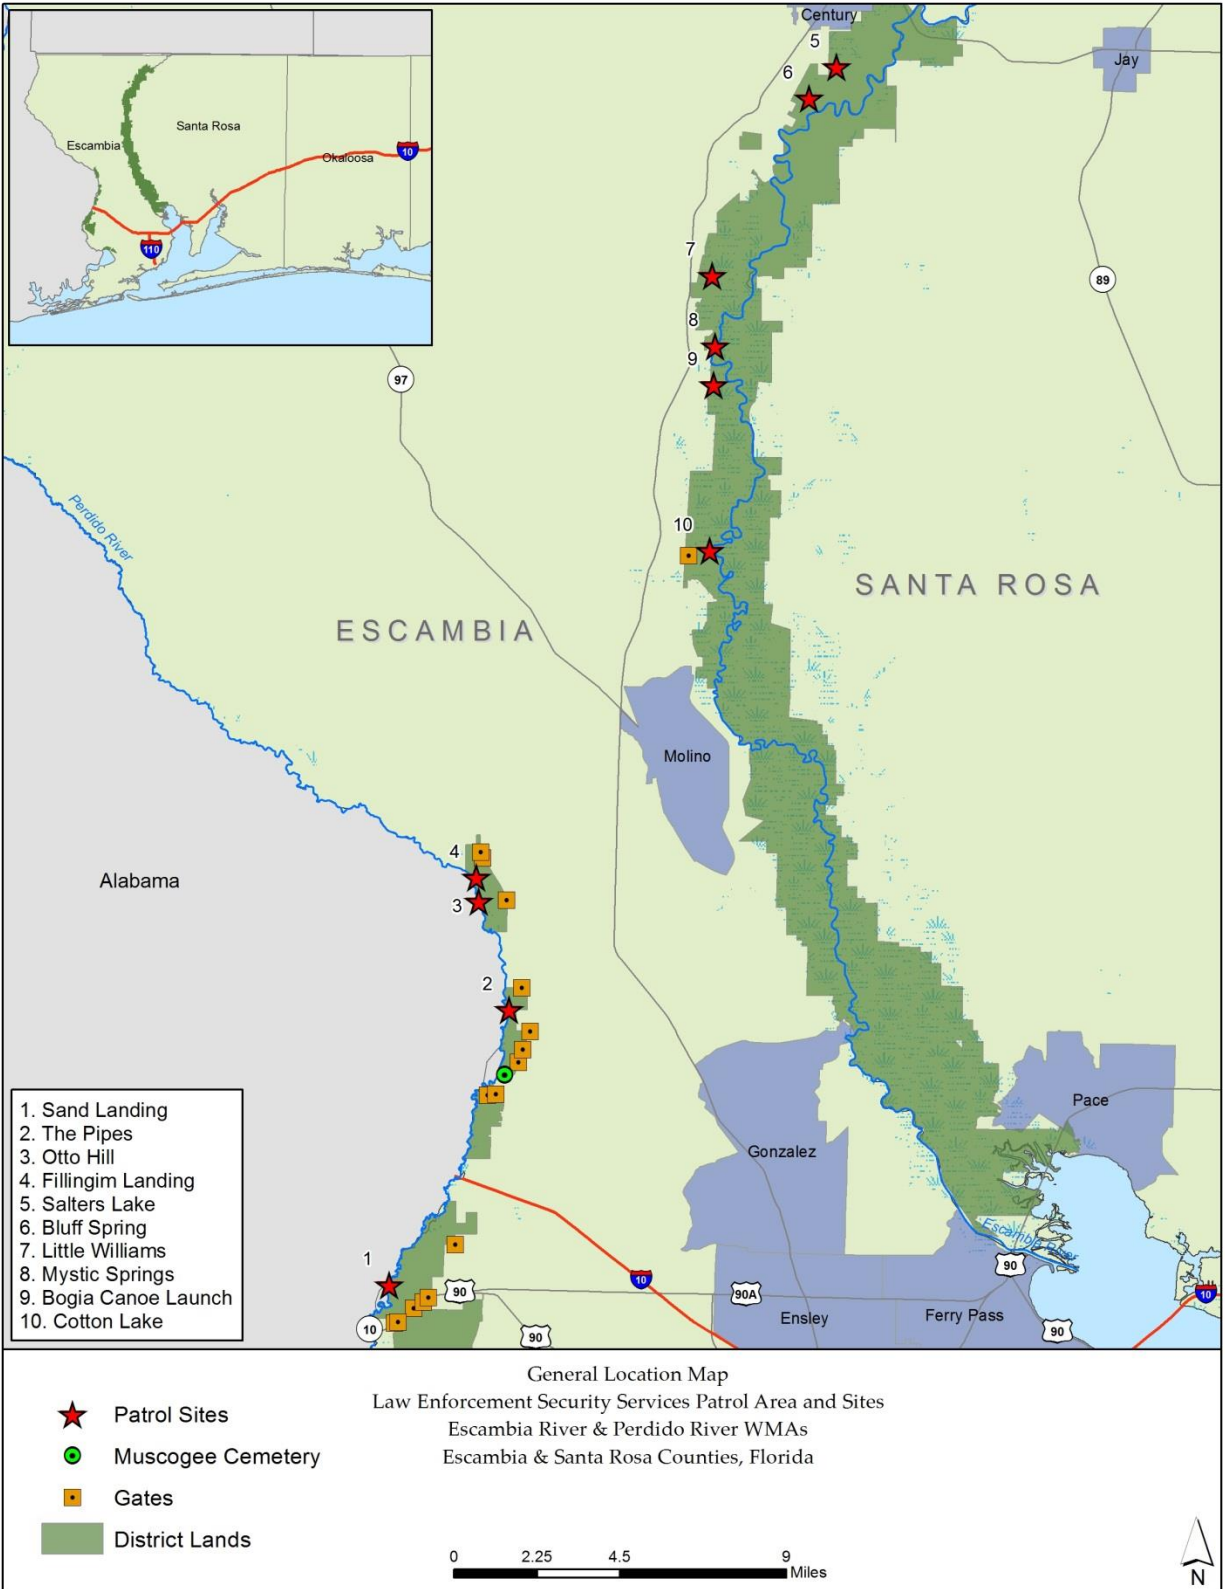 Century
5
6
Jay
Escambia
Santa Rosa
Okaloosa
10
110
7
89
8
9
97
Perdido River
10
SANTA ROSA
ESCAMBIA
Molino
4
Alabama
3
2
1. Sand Landing
2. The Pipes
3. Otto Hill
4. Fillingim Landing
5. Salters Lake
6. Bluff Spring
7. Little Williams
8. Mystic Springs
9. Bogia Canoe Launch
10. Cotton Lake
Pace
Gonzalez
Escambia River
1
90
10
90
90A
10
Ensley
Ferry Pass
10
90
90
General Location Map
Law Enforcement Security Services Patrol Area and Sites
Escambia River & Perdido River WMAs
Escambia & Santa Rosa Counties, Florida
Patrol Sites
Muscogee Cemetery
Gates
District Lands
0 2.25 4.5 9
Miles
N